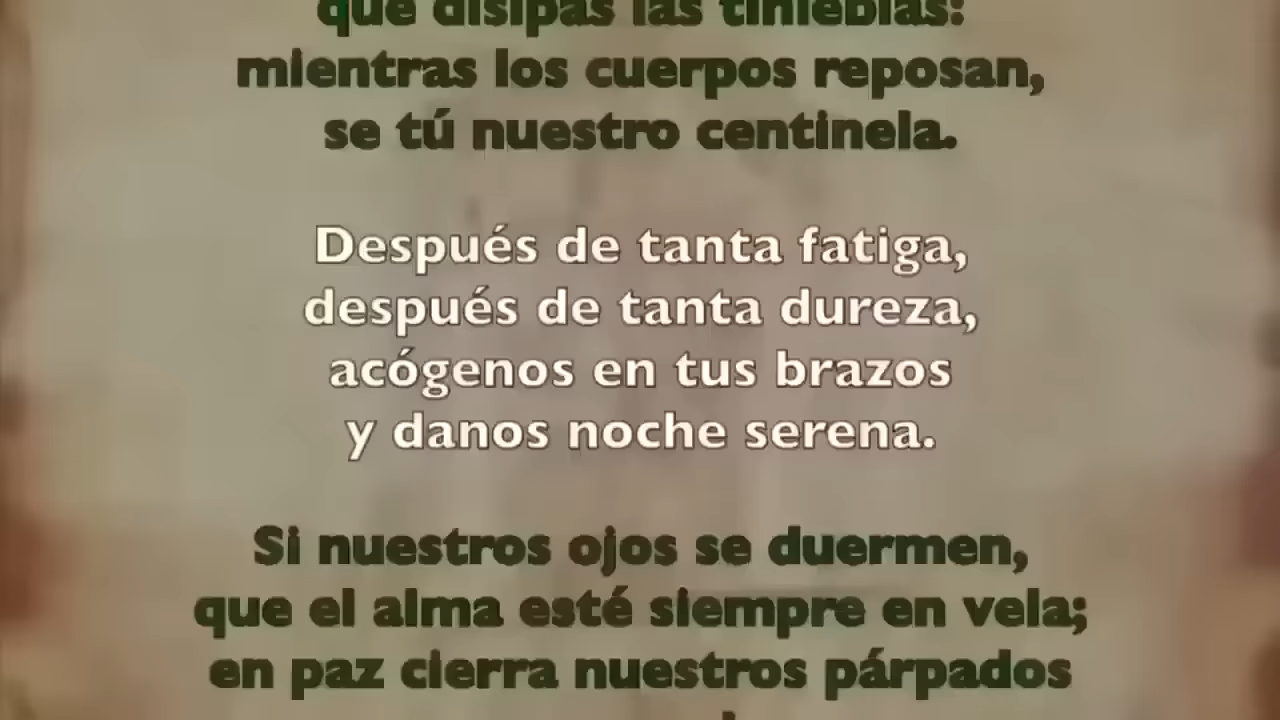 que disipas las tinieblas:
mientras los cuerpos reposan,
se tú nuestro centinela.
Después de tanta fatiga,
después de tanta dureza,
acógenos en tus brazos
y danos noche serena.
Si nuestros ojos se duermen,
que el alma esté siempre en vela;
en paz cierra nuestros párpados